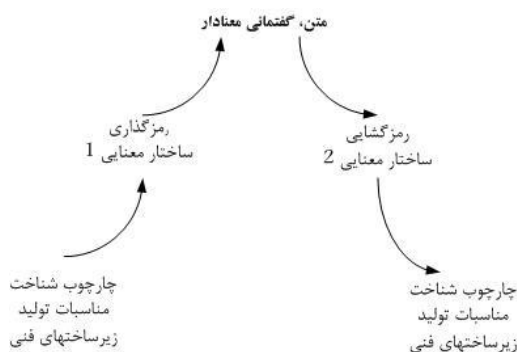 متن، گفتمانی معنادار
رمزگذاری
ساختار معنایی 1
رمزگشایی
ساختار معنایی 2
چارچوب شناخت
مناسبات تولید
زیرساختهای فنی
چارچوب شناخت
مناسبات تولید
زیرساختهای فنی